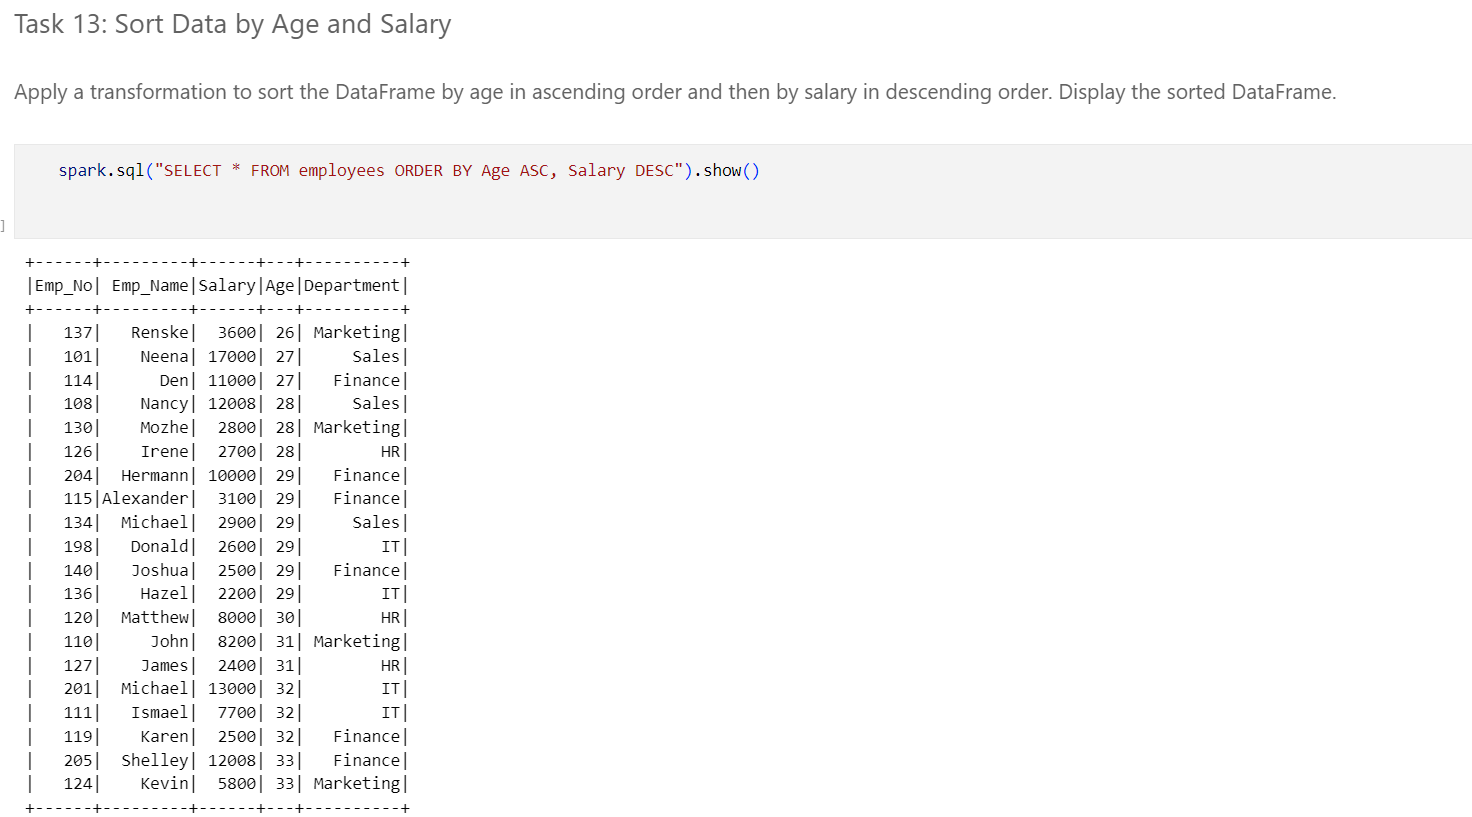 Task 13: Sort Data by Age and Salary
Apply a transformation to sort the DataFrame by age in ascending order and then by salary in descending order. Display the sorted DataFrame.
spark.sql("SELECT * FROM employees ORDER BY Age ASC, Salary DESC").show()
]
+------+---------+------+---+----------+
|Emp_No| Emp_Name|Salary|Age|Department|
+------+---------+------+---+----------+
|   137|   Renske|  3600| 26| Marketing|
|   101|    Neena| 17000| 27|     Sales|
|   114|      Den| 11000| 27|   Finance|
|   108|    Nancy| 12008| 28|     Sales|
|   130|    Mozhe|  2800| 28| Marketing|
|   126|    Irene|  2700| 28|        HR|
|   204|  Hermann| 10000| 29|   Finance|
|   115|Alexander|  3100| 29|   Finance|
|   134|  Michael|  2900| 29|     Sales|
|   198|   Donald|  2600| 29|        IT|
|   140|   Joshua|  2500| 29|   Finance|
|   136|    Hazel|  2200| 29|        IT|
|   120|  Matthew|  8000| 30|        HR|
|   110|     John|  8200| 31| Marketing|
|   127|    James|  2400| 31|        HR|
|   201|  Michael| 13000| 32|        IT|
|   111|   Ismael|  7700| 32|        IT|
|   119|    Karen|  2500| 32|   Finance|
|   205|  Shelley| 12008| 33|   Finance|
|   124|    Kevin|  5800| 33| Marketing|
+------+---------+------+---+----------+